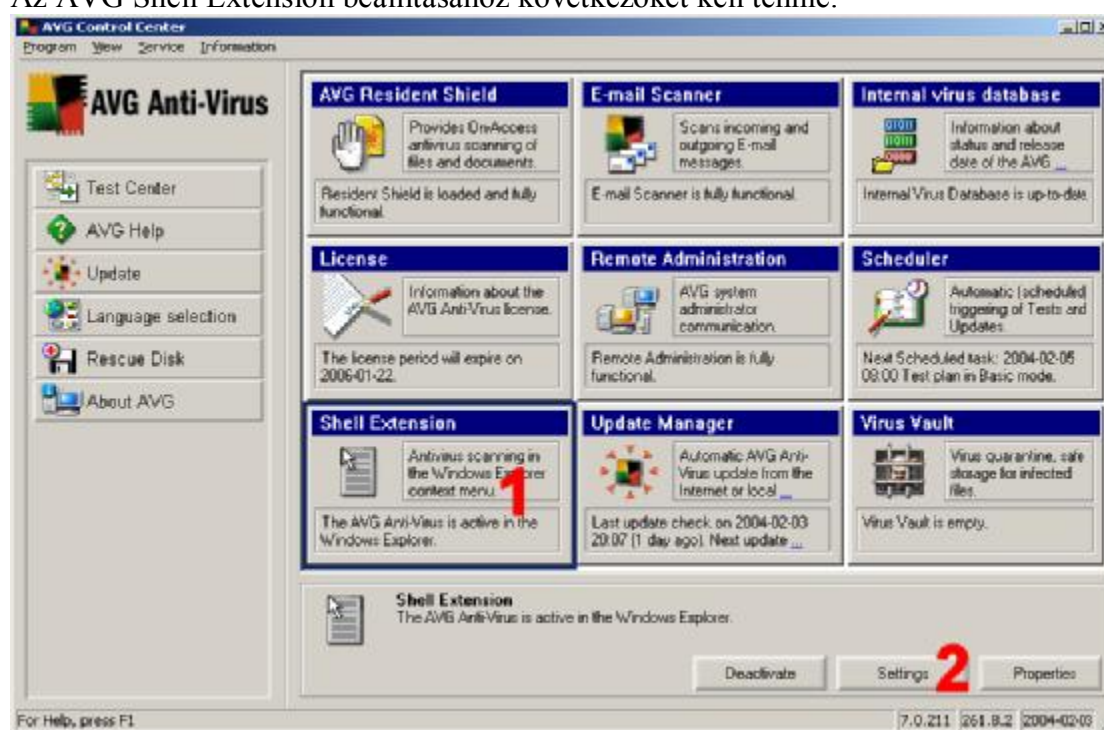 Az AVG Shell Extension beállításához következőket kell tennie:
AVG Control Center
Program View Service Information
AVG Anti-Virus
Test Center
AVG Help
Update
Language selection
Rescue Disk
About AVG
AVG Resident Shield
Provides On-Access
antivirus scanning of
files and documents.
Resident Shield is loaded and fully
functional.
E-mail Scanner
Scans incoming and
outgoing E-mail
messages.
E-mail Scanner is fully functional.
Internal virus database
Information about
status and release
date of the AVG ...
Internal Virus Database is up-to-date.
License
Information about the
AVG Anti-Virus license.
The license period will expire on
2006-01-22.
Remote Administration
AVG system
administrator
communication.
Remote Administration is fully
functional.
Scheduler
Automatic (scheduled
triggering of Tests and
Updates.
Next Scheduled task: 2004-02-05
08:00 Test plan in Basic mode.
Shell Extension
Antivirus scanning in
the Windows Explorer
context menu.
1
The AVG Anti-Virus is active in the
Windows Explorer.
Update Manager
Automatic AVG Anti-
Virus update from the
Internet or local ...
Last update check on 2004-02-03
20:07 (1 day ago). Next update ...
Virus Vault
Virus quarantine, safe
storage for infected
files.
Virus Vault is empty.
Shell Extension
The AVG Anti-Virus is active in the Windows Explorer.
Deactivate
Settings
2
Properties
For Help, press F1
7.0.211 261.8.2 2004-02-03